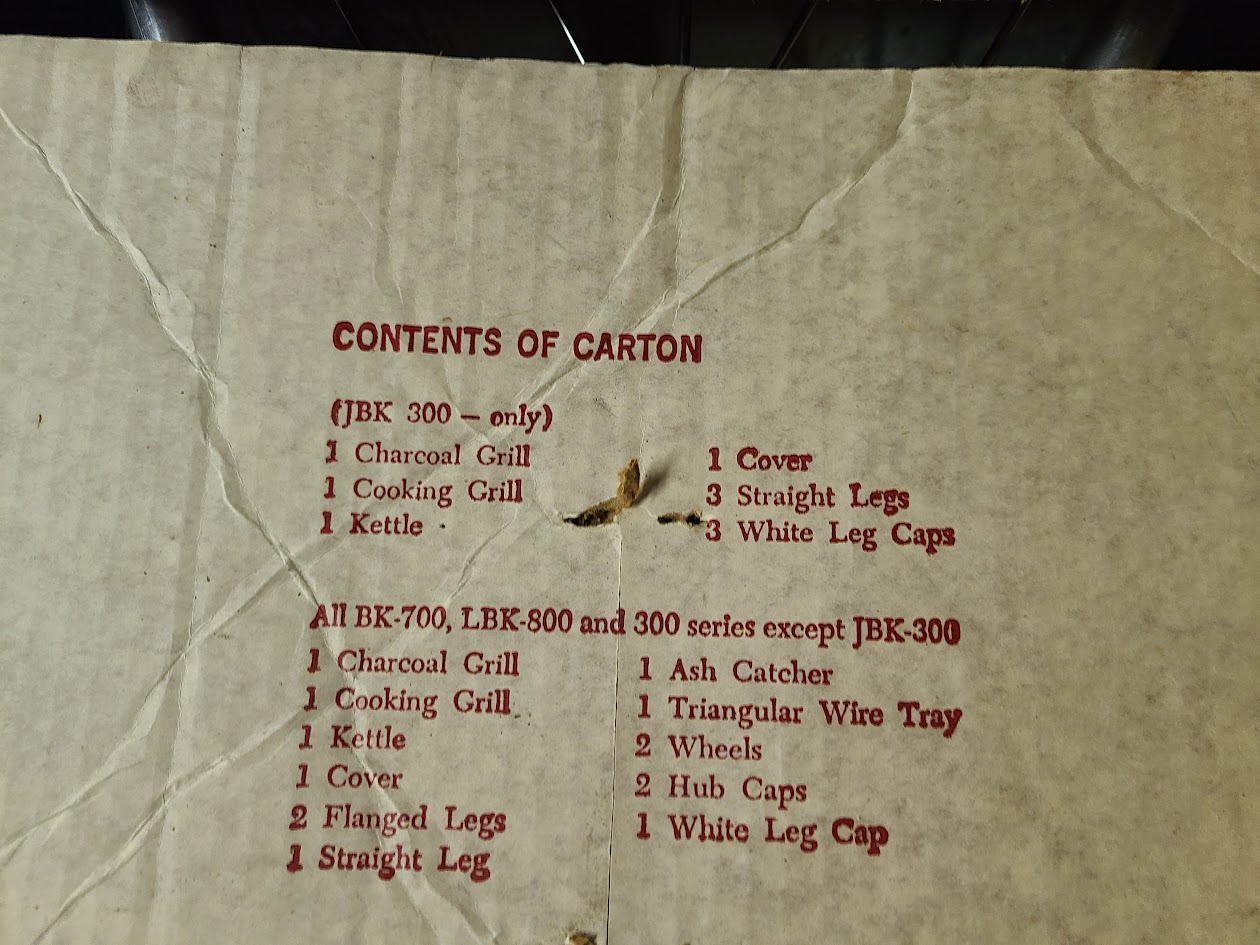 CONTENTS OF CARTON
(JBK 300 — only)
1 Charcoal Grill
1 Cooking Grill
1 Kettle
1 Cover
3 Straight Legs
3 White Leg Caps
All BK-700, LBK-800 and 300 series except JBK-300
1 Charcoal Grill
1 Cooking Grill
1 Kettle
1 Cover
2 Flanged Legs
1 Straight Leg
1 Ash Catcher
1 Triangular Wire Tray
2 Wheels
2 Hub Caps
1 White Leg Cap